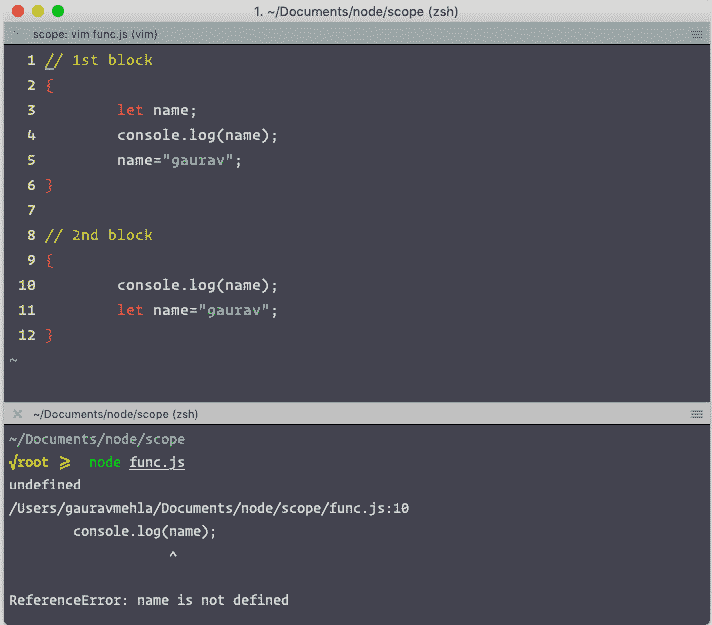 1. ~/Documents/node/scope (zsh)
scope: vim func.js (vim)
1 // 1st block
2 {
3 let name;
4 console.log(name);
5 name="gaurav";
6 }
7
8 // 2nd block
9 {
10 console.log(name);
11 let name="gaurav";
12 }
~
~/Documents/node/scope (zsh)
~/Documents/node/scope
√root ⩾ node func.js
undefined
/Users/gauravmehla/Documents/node/scope/func.js:10
console.log(name);
^
ReferenceError: name is not defined